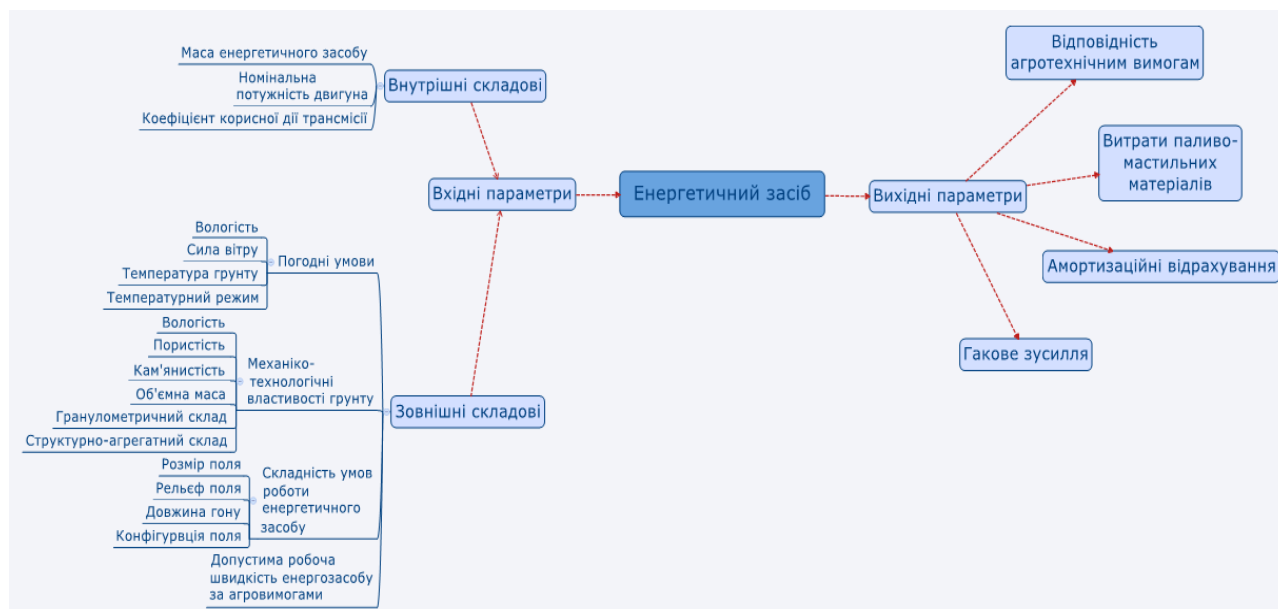 Маса енергетичного засобу
Номінальна
потужність двигуна
Коефіцієнт корисної дії трансмісії
Внутрішні складові
Вхідні параметри
Енергетичний засіб
Вихідні параметри
Відповідність
агротехнічним вимогам
Витрати паливо-
мастильних
матеріалів
Амортизаційні відрахування
Гакове зусилля
Вологість
Сила вітру
Температура грунту
Температурний режим
Погодні умови
Вологість
Пористість
Кам'янистість
Об'ємна маса
Гранулометричний склад
Структурно-агрегатний склад
Механіко-
технологічні
властивості грунту
Зовнішні складові
Розмір поля
Рельєф поля
Довжина гону
Конфігурвція поля
Складність умов
роботи
енергетичного
засобу
Допустима робоча
швидкість енергозасобу
за агровимогами